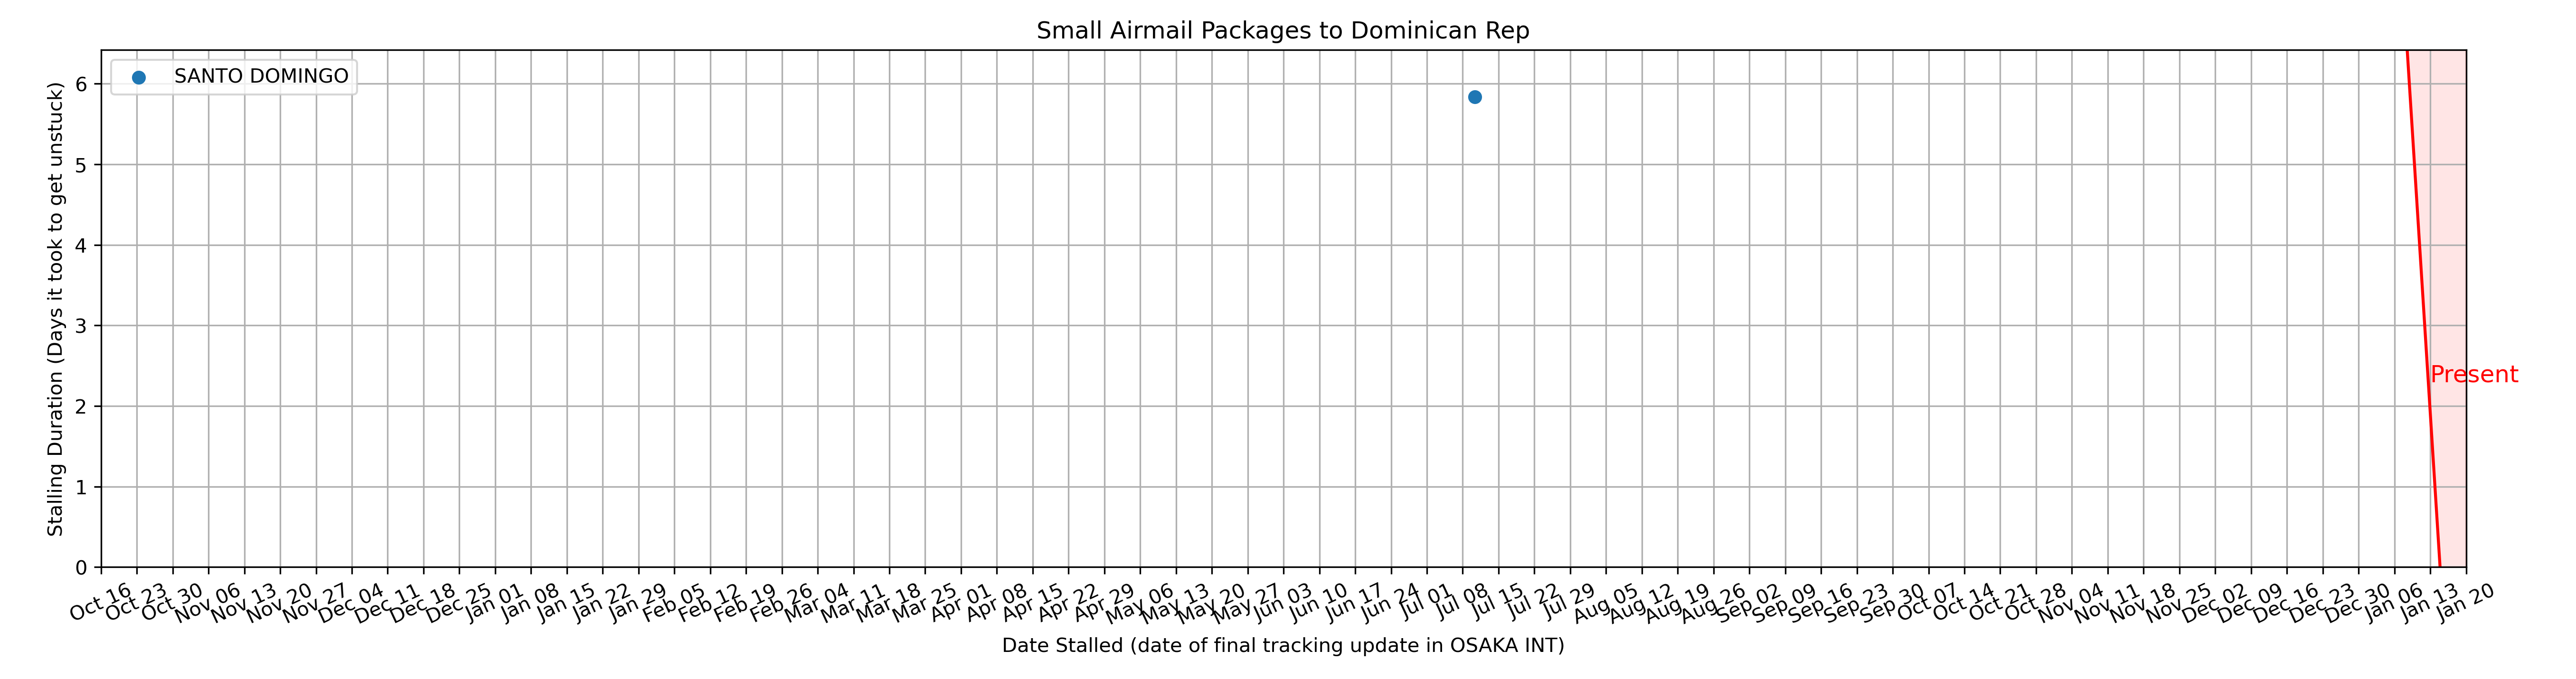 Small Airmail Packages to Dominican Rep
SANTO DOMINGO
Stalling Duration (Days it took to get unstuck)
6
5
4
3
2
1
0
Present
Oct 16 Oct 23 Oct 30 Nov 06 Nov 13 Nov 20 Nov 27 Dec 04 Dec 11 Dec 18 Dec 25 Jan 01 Jan 08 Jan 15 Jan 22 Jan 29 Feb 05 Feb 12 Feb 19 Feb 26 Mar 04 Mar 11 Mar 18 Mar 25 Apr 01 Apr 08 Apr 15 Apr 22 Apr 29 May 06 May 13 May 20 May 27 Jun 03 Jun 10 Jun 17 Jun 24 Jul 01 Jul 08 Jul 15 Jul 22 Jul 29 Aug 05 Aug 12 Aug 19 Aug 26 Sep 02 Sep 09 Sep 16 Sep 23 Sep 30 Oct 07 Oct 14 Oct 21 Oct 28 Nov 04 Nov 11 Nov 18 Nov 25 Dec 02 Dec 09 Dec 16 Dec 23 Dec 30 Jan 06 Jan 13 Jan 20
Date Stalled (date of final tracking update in OSAKA INT)